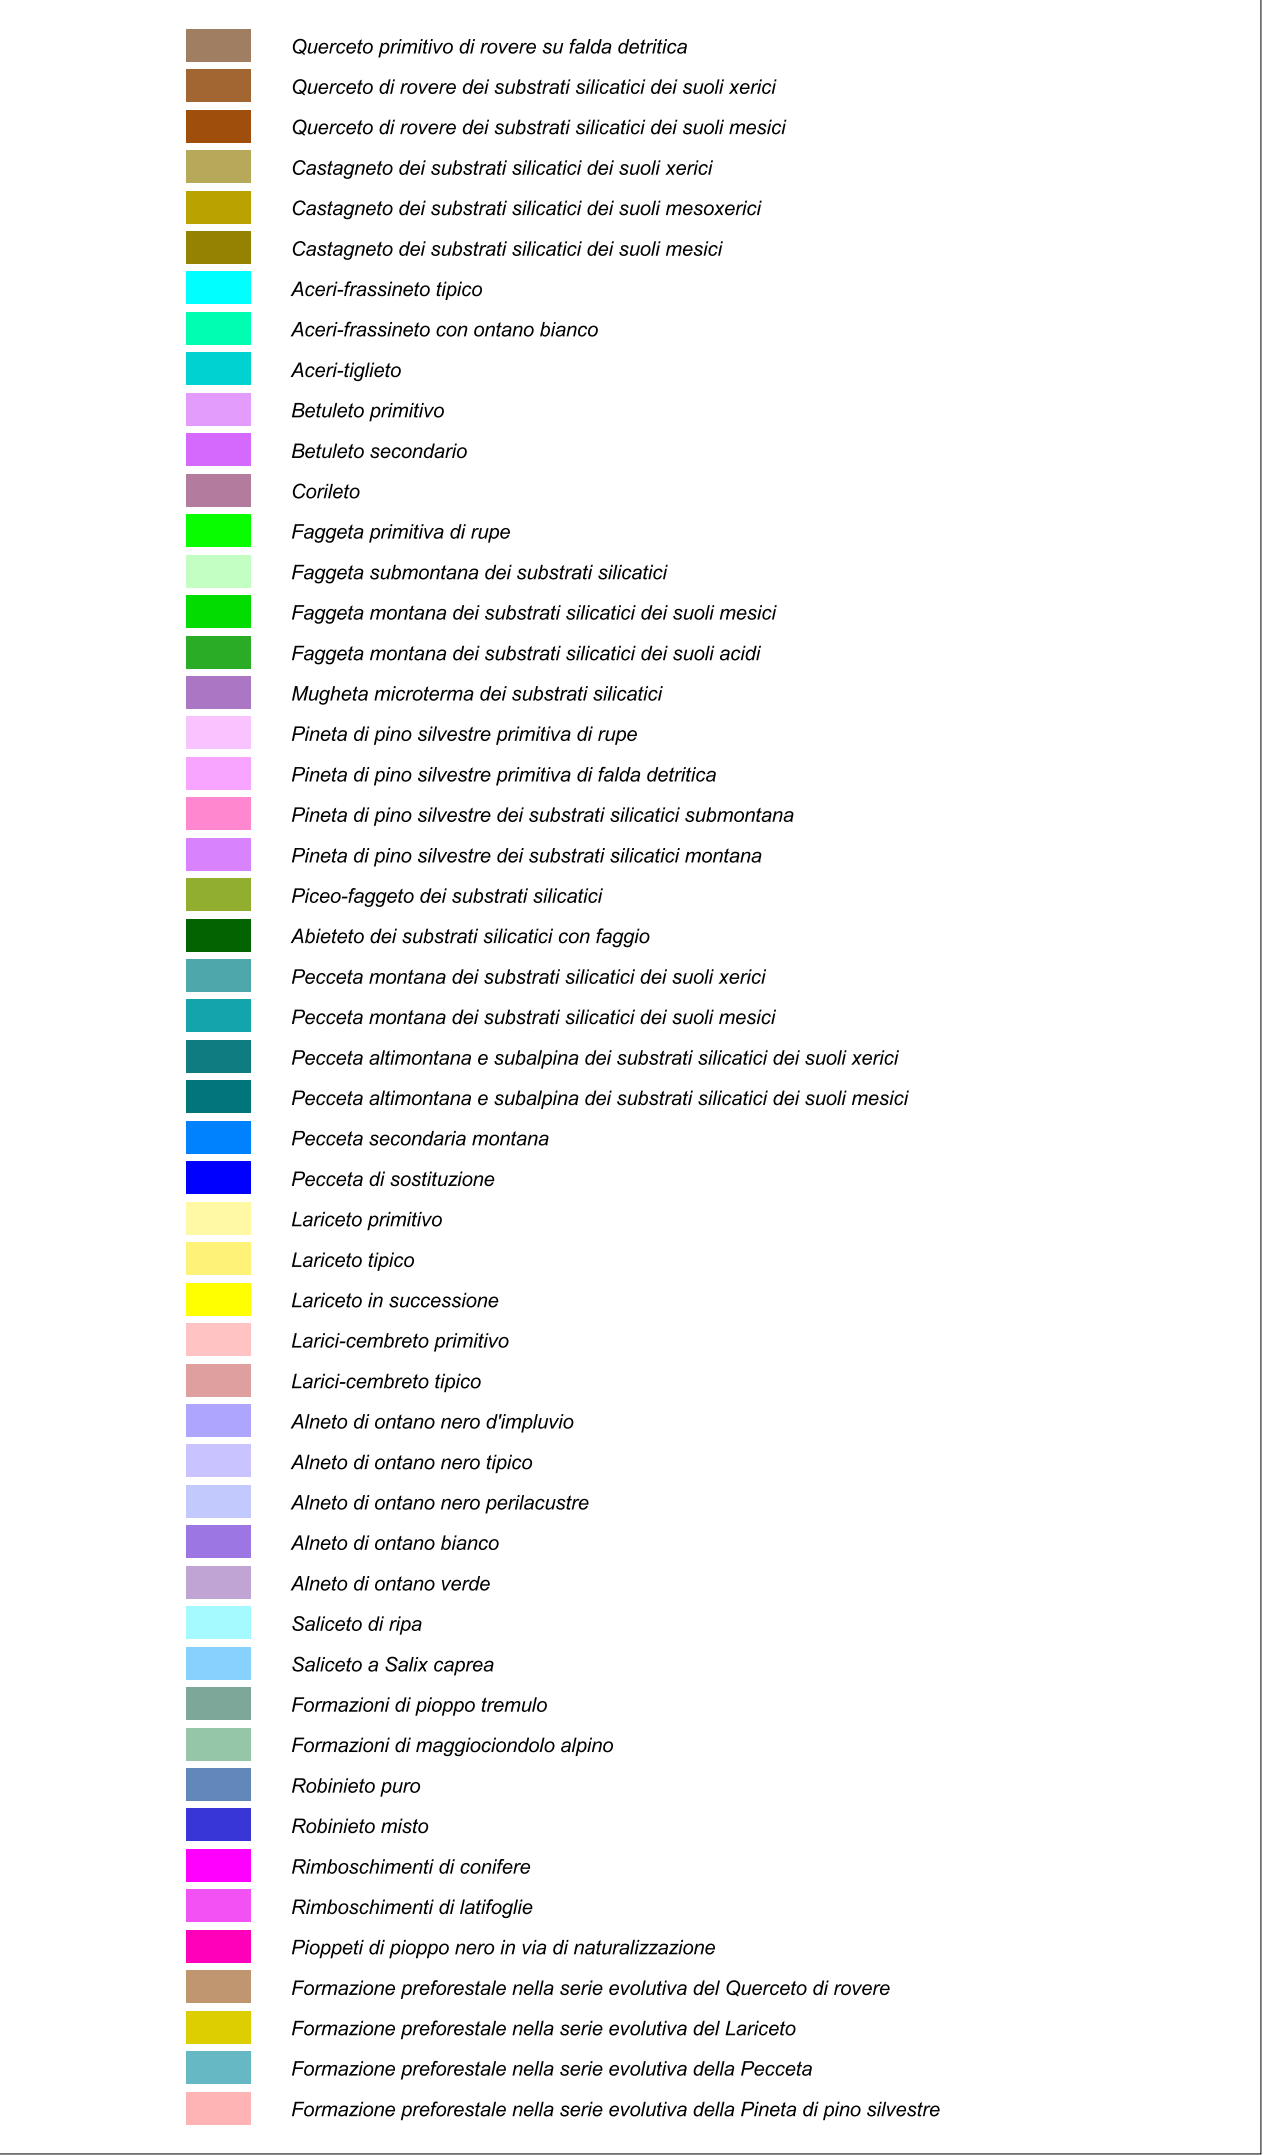 Querceto primitivo di rovere su falda detritica
Querceto di rovere dei substrati silicatici dei suoli xerici
Querceto di rovere dei substrati silicatici dei suoli mesici
Castagneto dei substrati silicatici dei suoli xerici
Castagneto dei substrati silicatici dei suoli mesoxerici
Castagneto dei substrati silicatici dei suoli mesici
Aceri-frassineto tipico
Aceri-frassineto con ontano bianco
Aceri-tiglieto
Betuleto primitivo
Betuleto secondario
Corileto
Faggeta primitiva di rupe
Faggeta submontana dei substrati silicatici
Faggeta montana dei substrati silicatici dei suoli mesici
Faggeta montana dei substrati silicatici dei suoli acidi
Mugheta microterma dei substrati silicatici
Pineta di pino silvestre primitiva di rupe
Pineta di pino silvestre primitiva di falda detritica
Pineta di pino silvestre dei substrati silicatici submontana
Pineta di pino silvestre dei substrati silicatici montana
Piceo-faggeto dei substrati silicatici
Abieteto dei substrati silicatici con faggio
Pecceta montana dei substrati silicatici dei suoli xerici
Pecceta montana dei substrati silicatici dei suoli mesici
Pecceta altimontana e subalpina dei substrati silicatici dei suoli xerici
Pecceta altimontana e subalpina dei substrati silicatici dei suoli mesici
Pecceta secondaria montana
Pecceta di sostituzione
Lariceto primitivo
Lariceto tipico
Lariceto in successione
Larici-cembreto primitivo
Larici-cembreto tipico
Alneto di ontano nero d'impluvio
Alneto di ontano nero tipico
Alneto di ontano nero perilacustre
Alneto di ontano bianco
Alneto di ontano verde
Saliceto di ripa
Saliceto a Salix caprea
Formazioni di pioppo tremulo
Formazioni di maggiociondolo alpino
Robinieto puro
Robinieto misto
Rimboschimenti di conifere
Rimboschimenti di latifoglie
Pioppeti di pioppo nero in via di naturalizzazione
Formazione preforestale nella serie evolutiva del Querceto di rovere
Formazione preforestale nella serie evolutiva del Lariceto
Formazione preforestale nella serie evolutiva della Pecceta
Formazione preforestale nella serie evolutiva della Pineta di pino silvestre